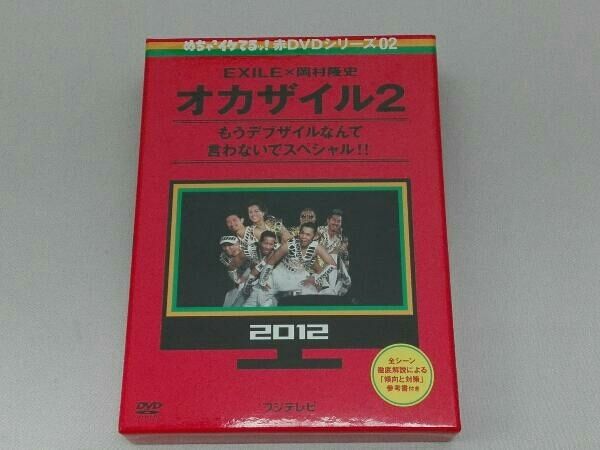 めちゃ²イケてるッ! 赤DVDシリーズ02
EXILE×岡村隆史
オカザイル2
もうデブザイルなんて
言わないでスペシャル!!
2012
全シーン
徹底解説による
「傾向と対策」
参考書付き
DVD
フジテレビ